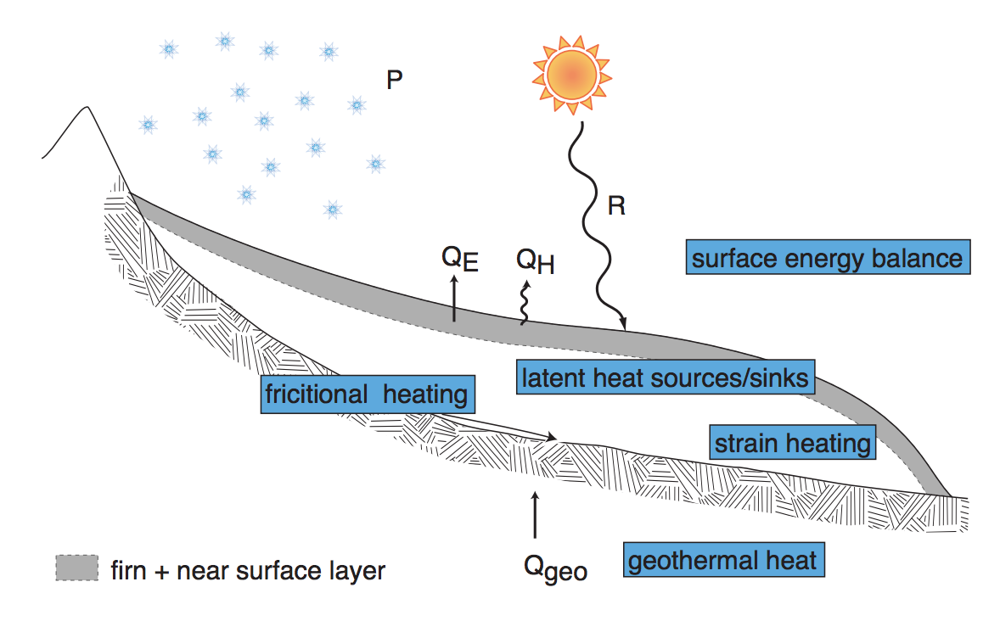 P
R
QE
QH
surface energy balance
latent heat sources/sinks
fricitional heating
strain heating
Qgeo
geothermal heat
firn + near surface layer